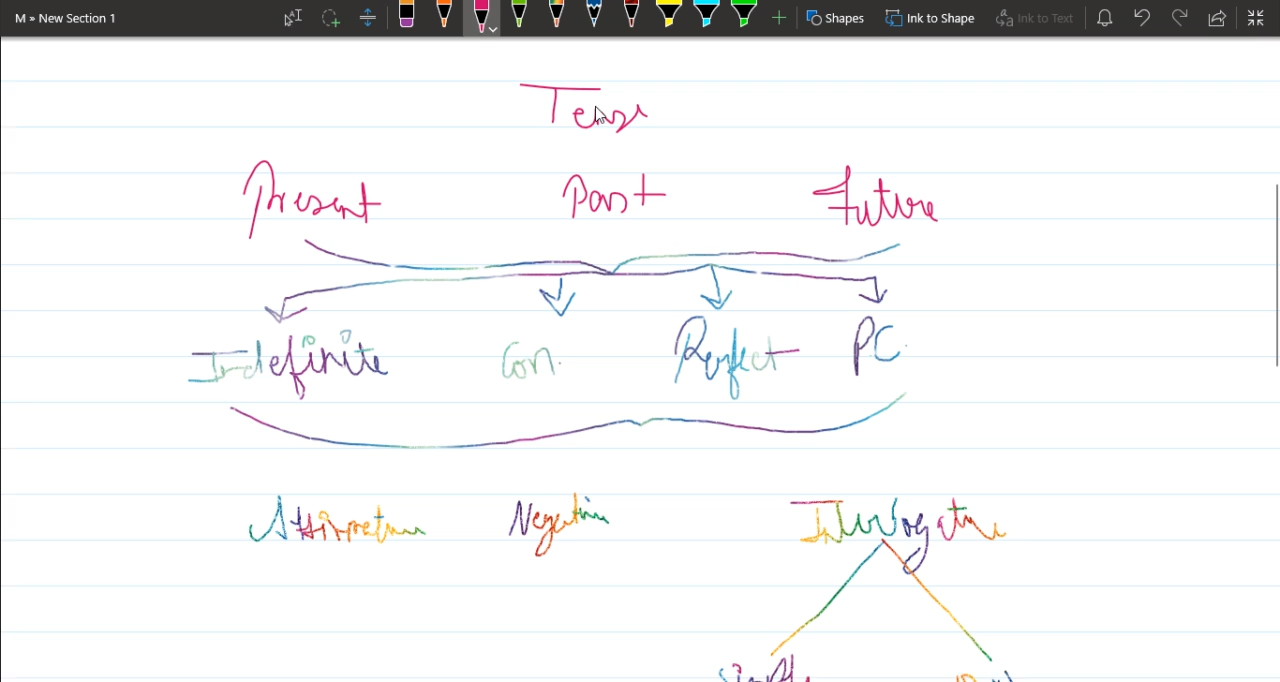 M » New Section 1
Shapes Ink to Shape Ink to Text
Tense
Present Past Future
Indefinite Con. Perfect PC.
Affirmative Negative Interrogative
Simple